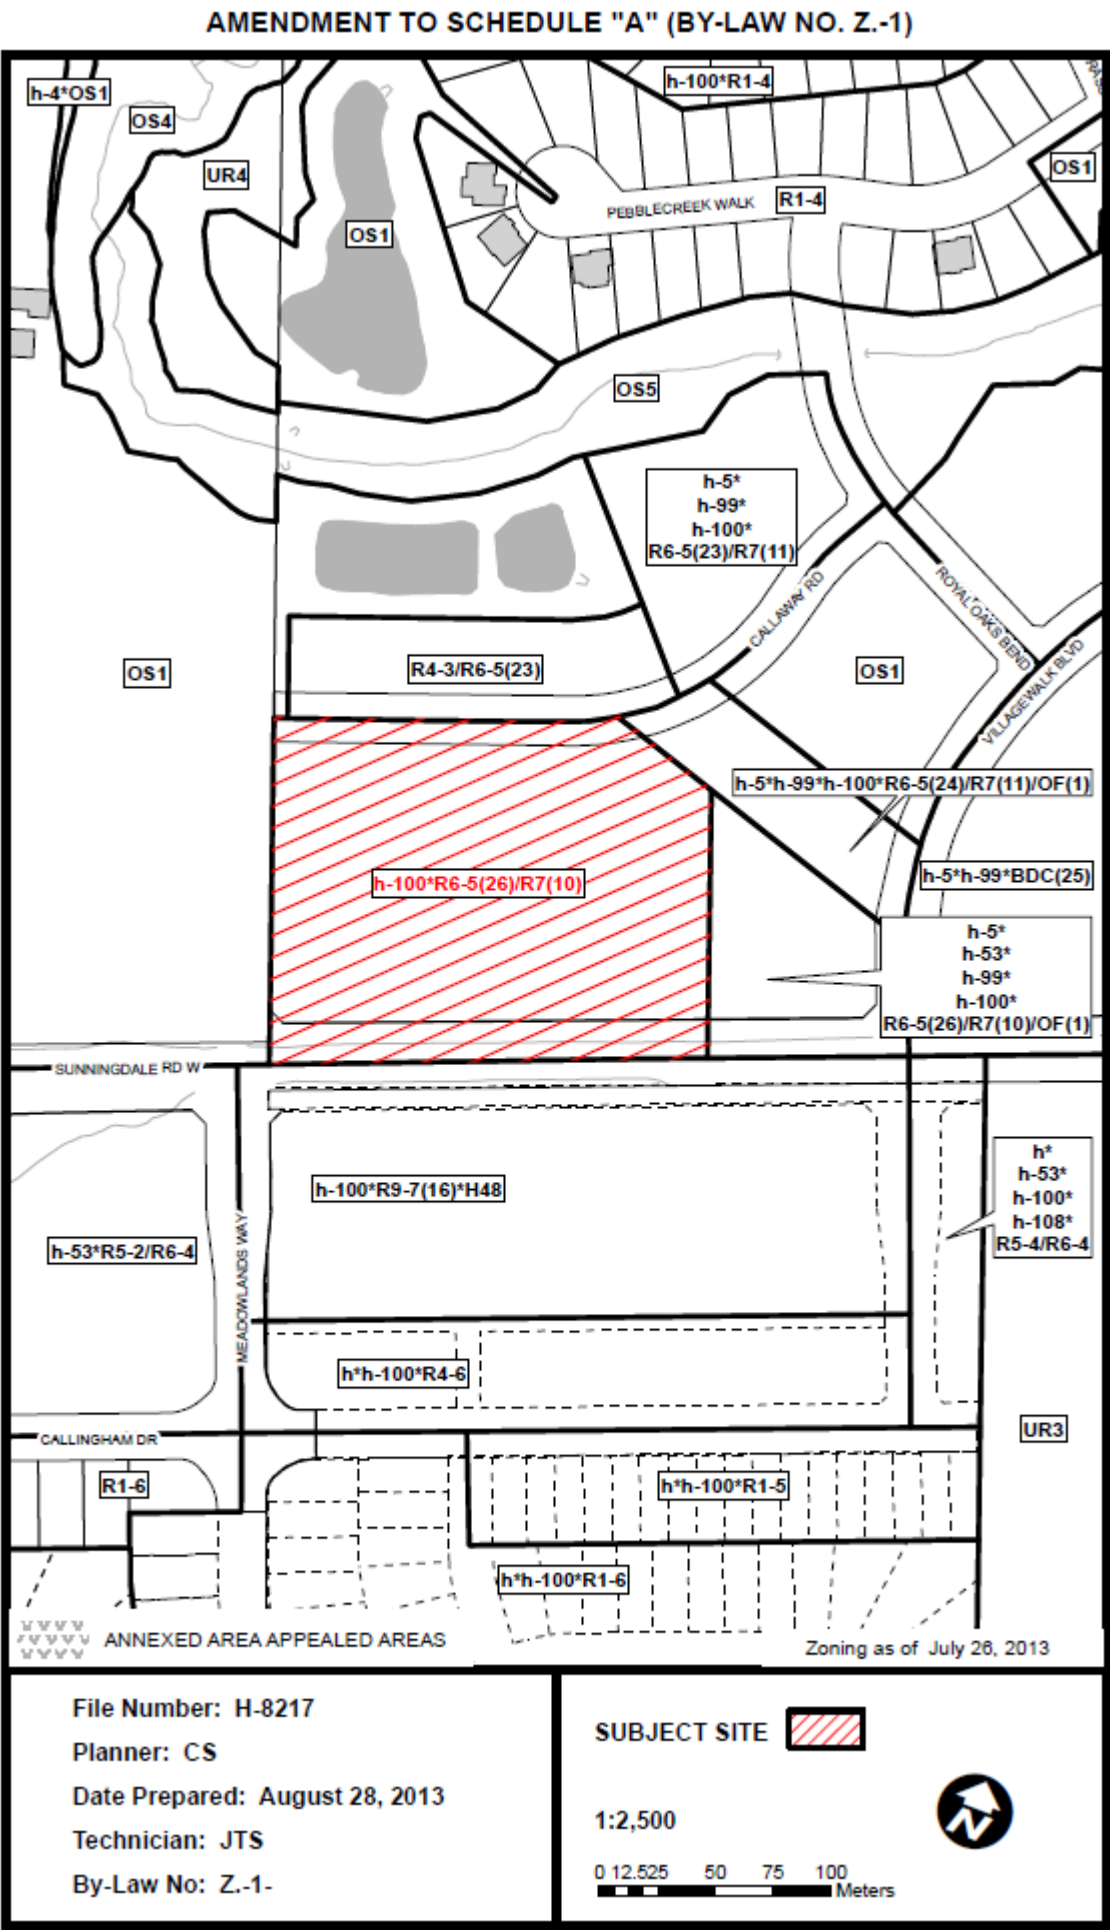 AMENDMENT TO SCHEDULE "A" (BY-LAW NO. Z.-1)
h-4*OS1
OS4
UR4
OS1
h-100*R1-4
PEBBLECREEK WALK
R1-4
OS1
OS5
h-5*
h-99*
h-100*
R6-5(23)/R7(11)
CALLAWAY RD
ROYAL OAKS BEND
VILLAGEWALK BLVD
OS1
R4-3/R6-5(23)
OS1
h-5*h-99*h-100*R6-5(24)/R7(11)/OF(1)
h-100*R6-5(26)/R7(10)
h-5*h-99*BDC(25)
h-5*
h-53*
h-99*
h-100*
R6-5(26)/R7(10)/OF(1)
SUNNINGDALE RD W
h-100*R9-7(16)*H48
h*
h-53*
h-100*
h-108*
R5-4/R6-4
h-53*R5-2/R6-4
MEADOWLANDS WAY
h*h-100*R4-6
CALLINGHAM DR
UR3
R1-6
h*h-100*R1-5
h*h-100*R1-6
ANNEXED AREA APPEALED AREAS
Zoning as of July 26, 2013
File Number: H-8217
Planner: CS
Date Prepared: August 28, 2013
Technician: JTS
By-Law No: Z.-1-
SUBJECT SITE
1:2,500
N
0 12.525 50 75 100
Meters